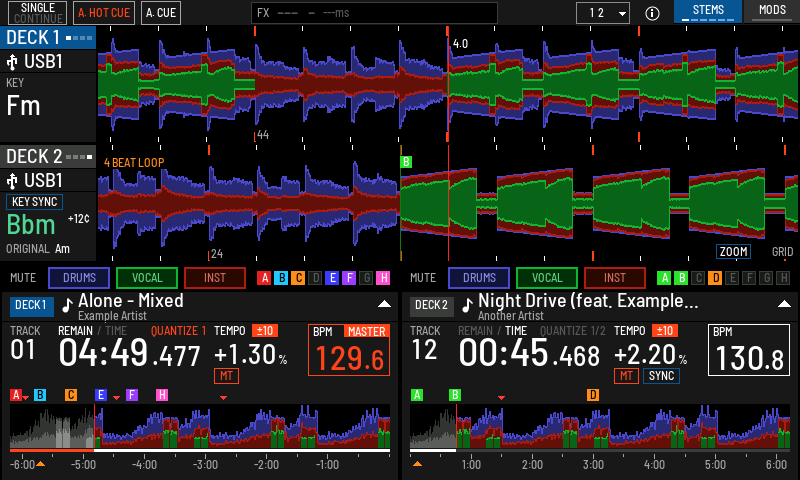 SINGLE
CONTINUE
A. HOT CUE
A. CUE
FX --- - ---ms
1 2
STEMS
MODS
DECK 1
USB1
KEY
Fm
4.0
44
DECK 2
USB1
KEY SYNC
Bbm +12¢
ORIGINAL Am
4 BEAT LOOP
B
24
ZOOM
GRID
MUTE DRUMS VOCAL INST A B C D E F G H
MUTE DRUMS VOCAL INST A B C D E F G H
DECK 1 Alone - Mixed
Example Artist
TRACK
01
REMAIN / TIME QUANTIZE 1
04:49.477
TEMPO ±10
+1.30%
MT
BPM MASTER
129.6
A B C E F H
-6:00 -5:00 -4:00 -3:00 -2:00 -1:00
DECK 2 Night Drive (feat. Example...
Another Artist
TRACK
12
REMAIN / TIME QUANTIZE 1/2
00:45.468
TEMPO ±10
+2.20%
MT SYNC
BPM
130.8
A B D
1:00 2:00 3:00 4:00 5:00 6:00